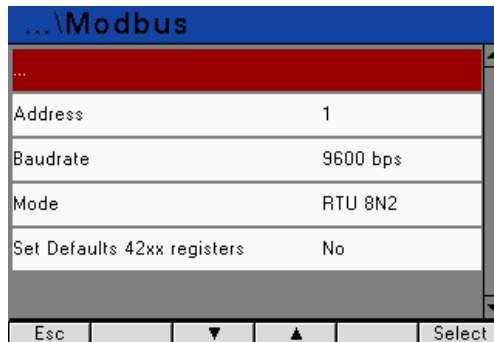 ...\Modbus
...
Address 1
Baudrate 9600 bps
Mode RTU 8N2
Set Defaults 42xx registers No
Esc ▼ ▲ Select